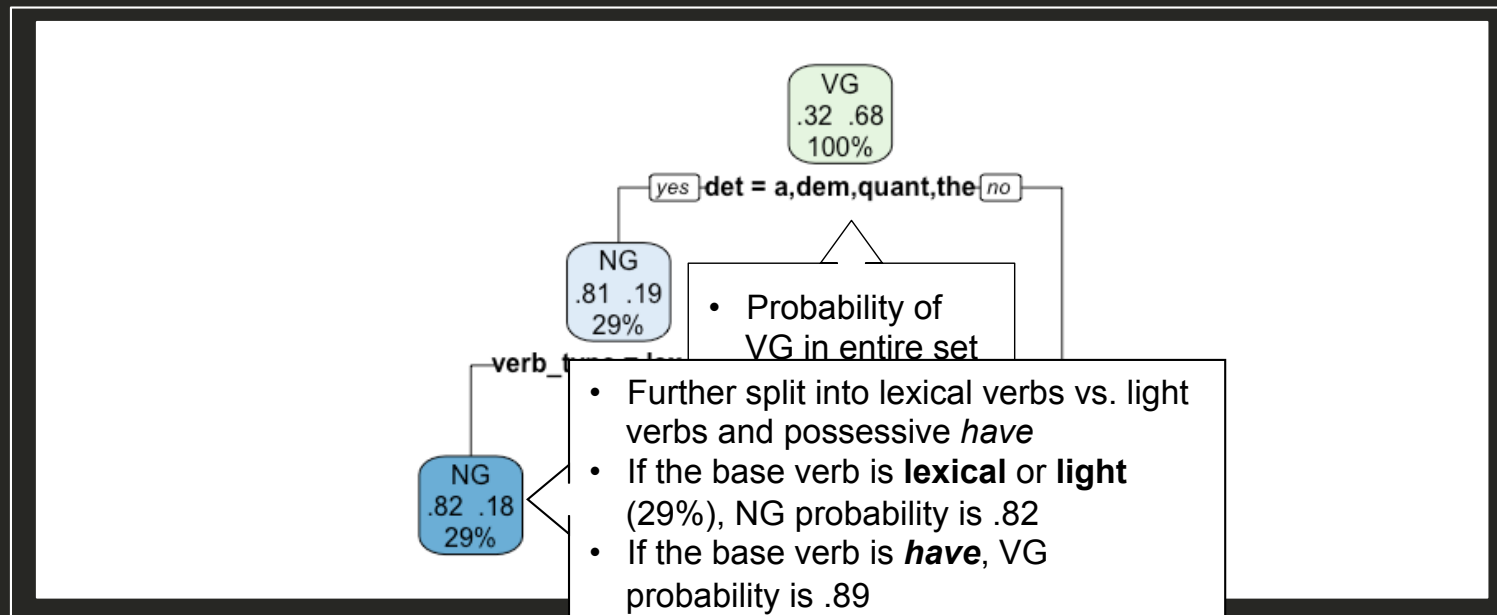 VG
.32 .68
100%
yes det = a,dem,quant,the no
NG
.81 .19
29%
• Probability of
VG in entire set
• Further split into lexical verbs vs. light
verbs and possessive have
• If the base verb is lexical or light
(29%), NG probability is .82
• If the base verb is have, VG
probability is .89
NG
.82 .18
29%